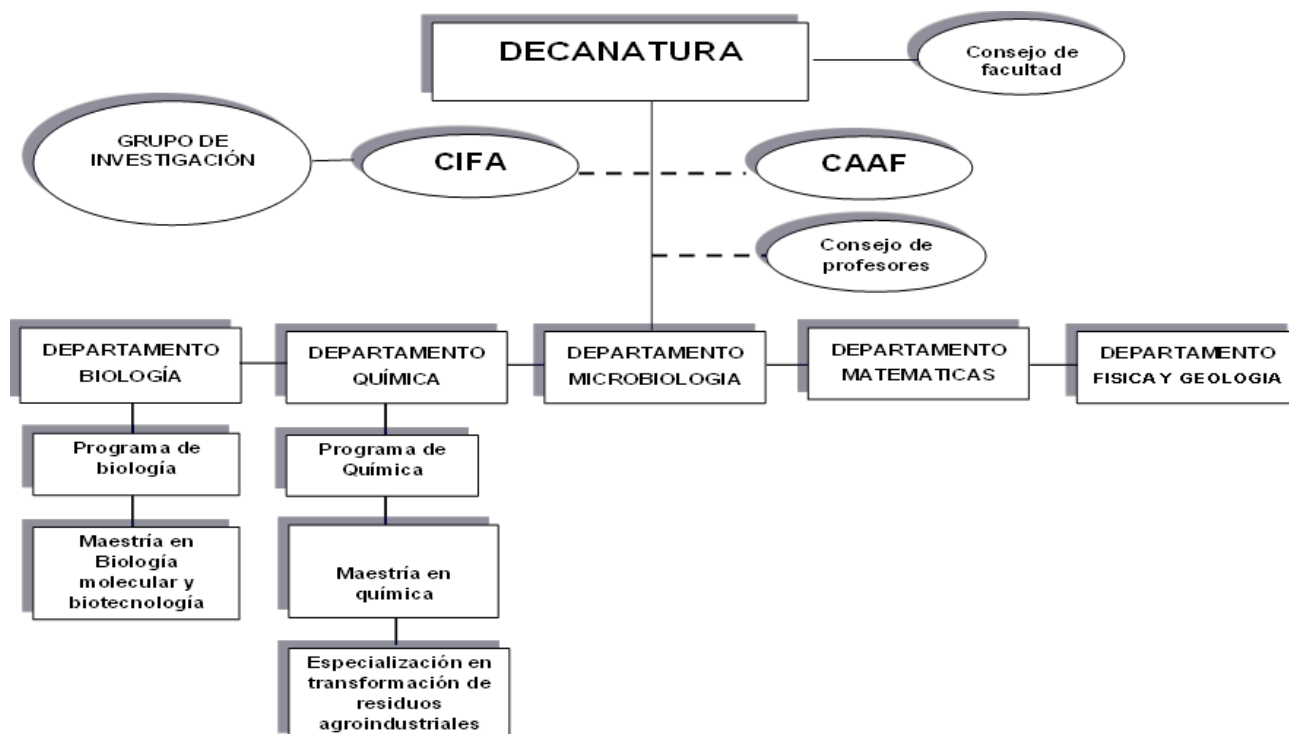 DECANATURA
Consejo de
facultad
GRUPO DE
INVESTIGACIÓN
CIFA
CAAF
Consejo de
profesores
DEPARTAMENTO
BIOLOGÍA
DEPARTAMENTO
QUÍMICA
DEPARTAMENTO
MICROBIOLOGIA
DEPARTAMENTO
MATEMATICAS
DEPARTAMENTO
FISICA Y GEOLOGIA
Programa de
biología
Programa de
Química
Maestría en
Biología
molecular y
biotecnología
Maestría en
química
Especialización en
transformación de
residuos
agroindustriales